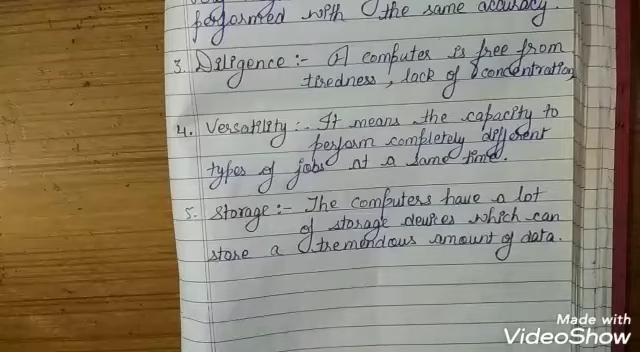 performed with the same accuracy.
3. Diligence :- A computer is free from
tiredness, lack of concentration
4. Versatility :- It means the capacity to
perform completely different
types of jobs at a same time.
5. Storage :- The computers have a lot
of storage devices which can
store a tremendous amount of data.
Made with
VideoShow